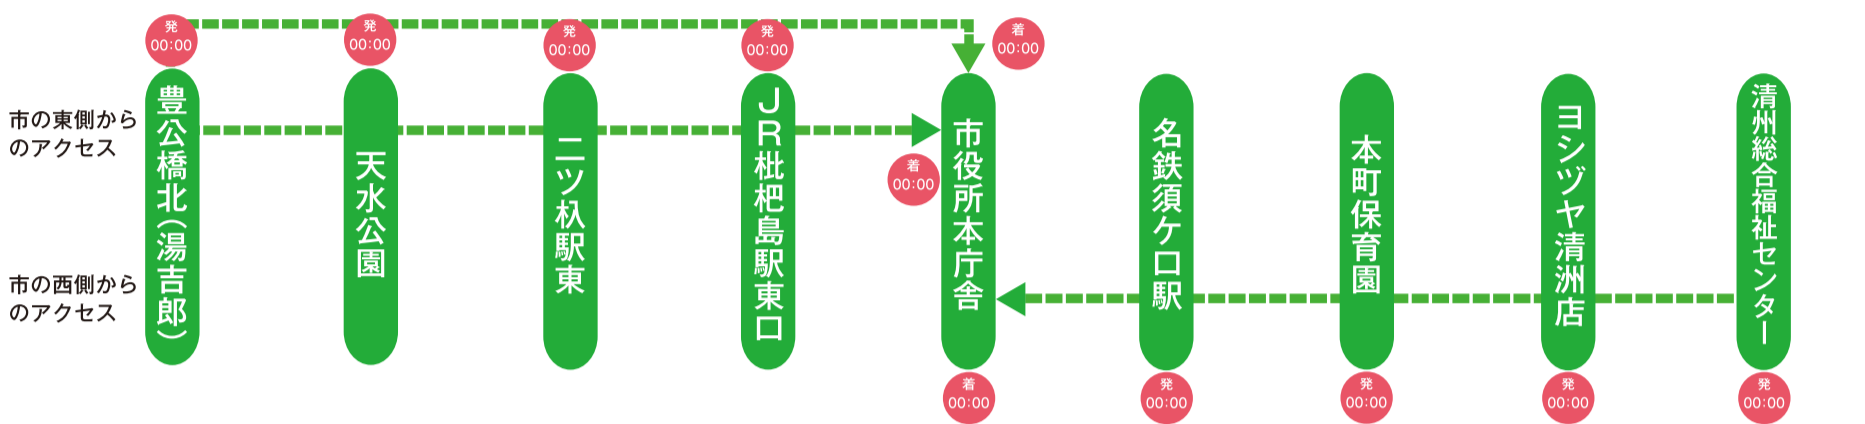 発
00:00
発
00:00
発
00:00
発
00:00
着
00:00
市の東側から
のアクセス
市の西側から
のアクセス
豊公橋北(湯吉郎)
天水公園
二ツ杁駅東
JR枇杷島駅東口
着
00:00
市役所本庁舎
名鉄須ケ口駅
本町保育園
ヨシヅヤ清洲店
清州総合福祉センター
着
00:00
発
00:00
発
00:00
発
00:00
発
00:00